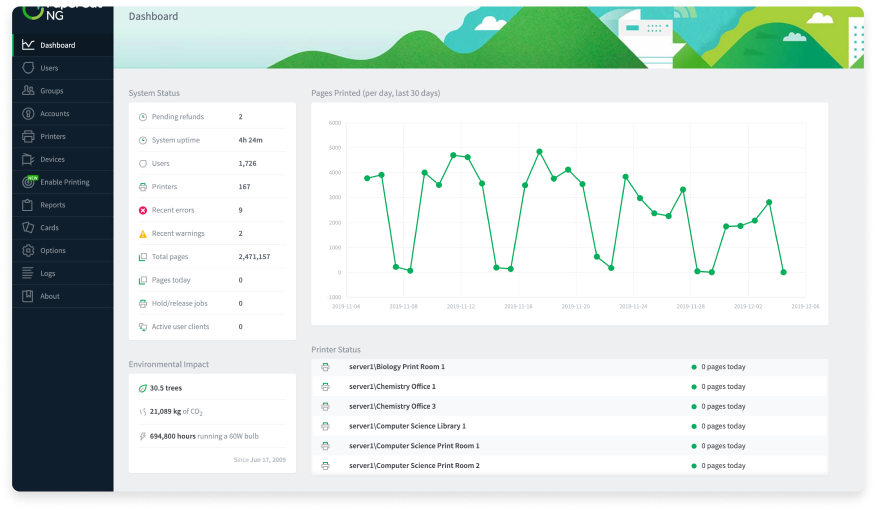 NG
Dashboard
Dashboard
Users
Groups
Accounts
Printers
Devices
NEW
Enable Printing
Reports
Cards
Options
Logs
About
System Status
Pending refunds 2
System uptime 4h 24m
Users 1,726
Printers 167
Recent errors 9
Recent warnings 2
Total pages 2,471,157
Pages today 0
Hold/release jobs 0
Active user clients 0
Environmental Impact
30.5 trees
21,089 kg of CO₂
694,800 hours running a 60W bulb
Since Jun 17, 2009
Pages Printed (per day, last 30 days)
6000
5000
4000
3000
2000
1000
0
-1000
2019-11-04 2019-11-08 2019-11-12 2019-11-16 2019-11-20 2019-11-24 2019-11-28 2019-12-02 2019-12-06
Printer Status
server1\Biology Print Room 1 0 pages today
server1\Chemistry Office 1 0 pages today
server1\Chemistry Office 3 0 pages today
server1\Computer Science Library 1 0 pages today
server1\Computer Science Print Room 1 0 pages today
server1\Computer Science Print Room 2 0 pages today